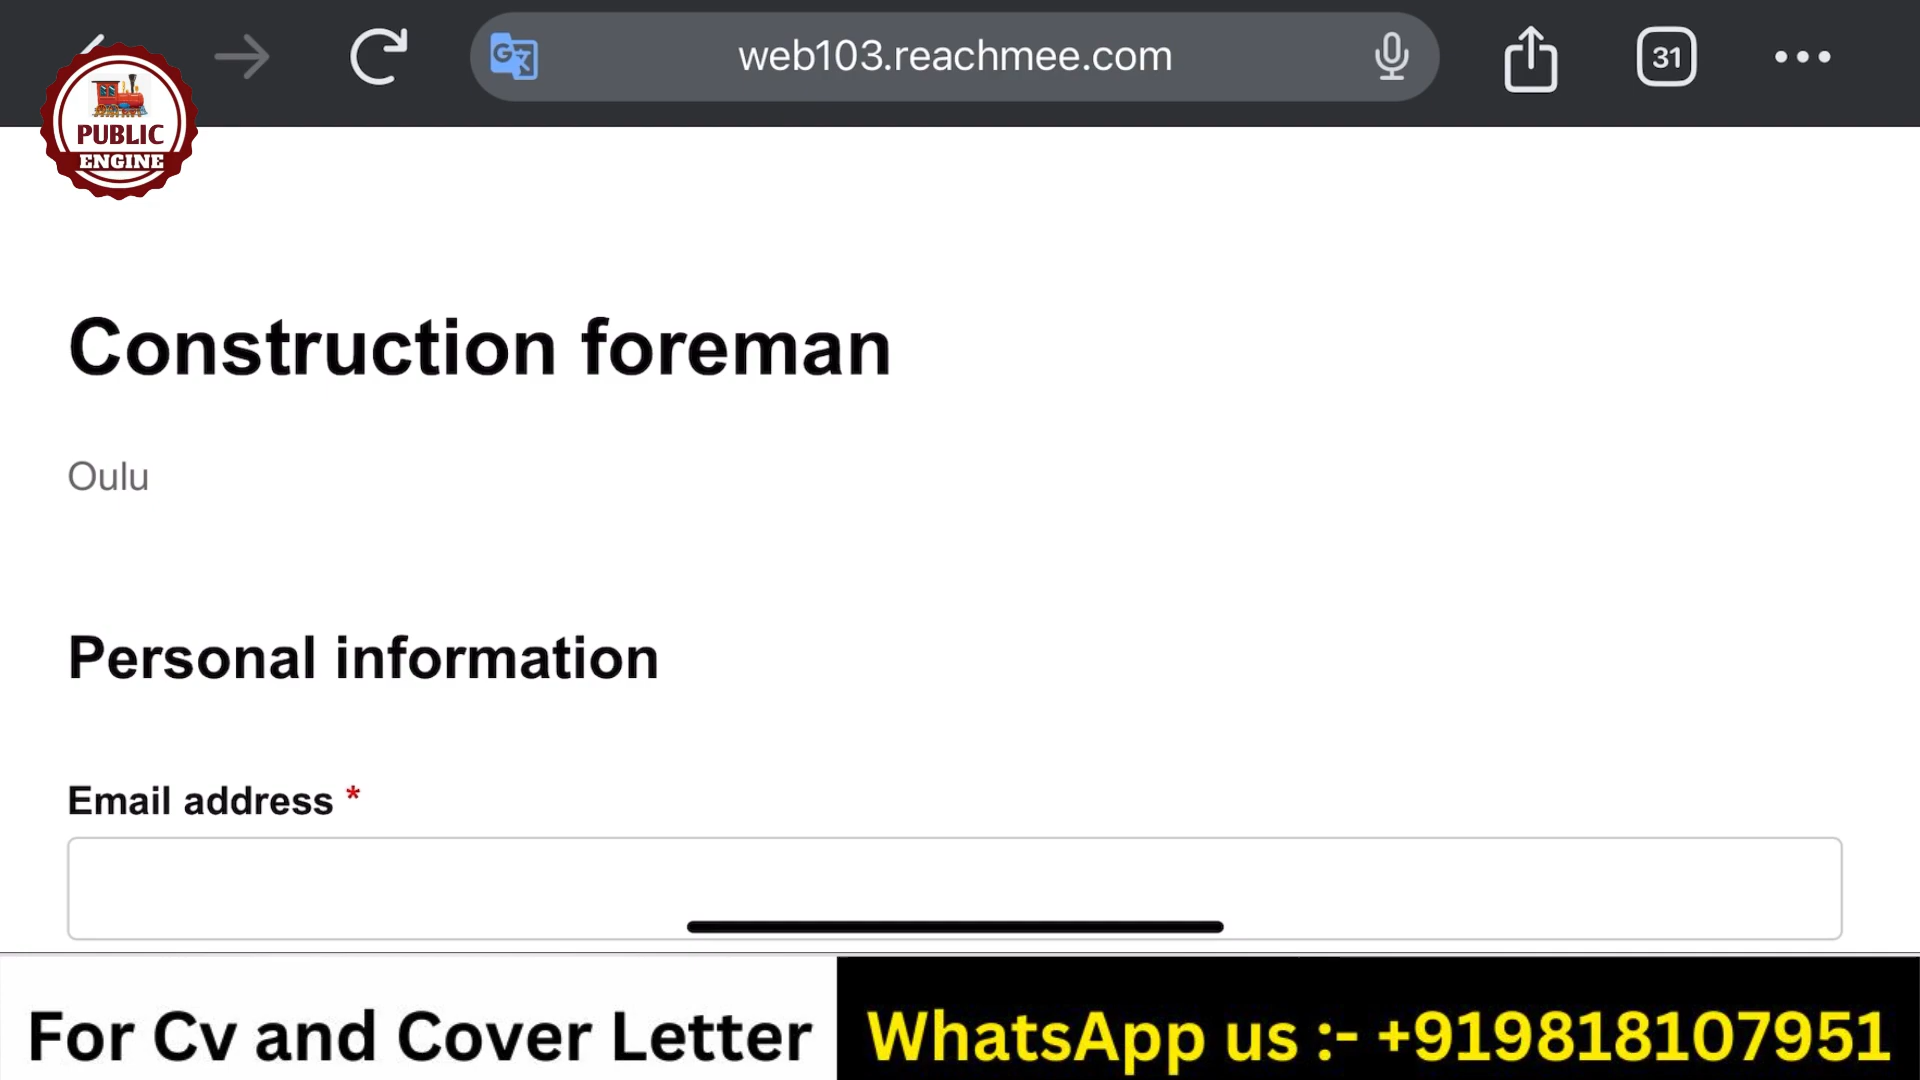 web103.reachmee.com
31
PUBLIC
ENGINE
Construction foreman
Oulu
Personal information
Email address *
For Cv and Cover Letter
WhatsApp us :- +919818107951